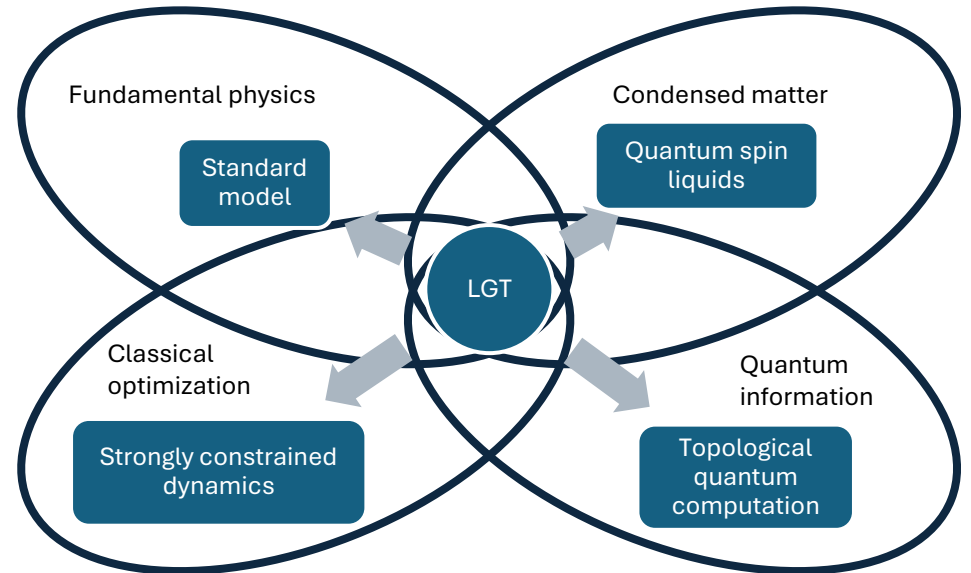 Fundamental physics
Standard
model
Condensed matter
Quantum spin
liquids
LGT
Classical
optimization
Strongly constrained
dynamics
Quantum
information
Topological
quantum
computation